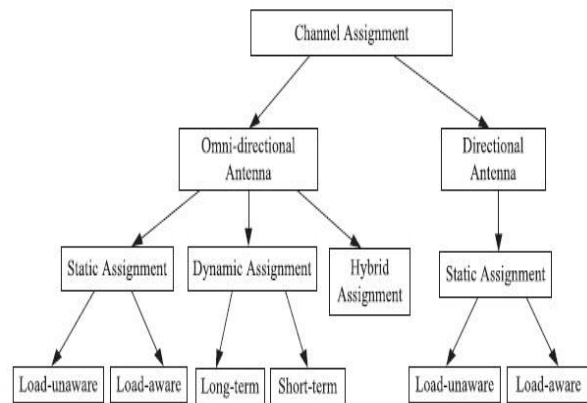 Channel Assignment
Omni-directional
Antenna
Directional
Antenna
Static Assignment
Dynamic Assignment
Hybrid
Assignment
Static Assignment
Load-unaware
Load-aware
Long-term
Short-term
Load-unaware
Load-aware